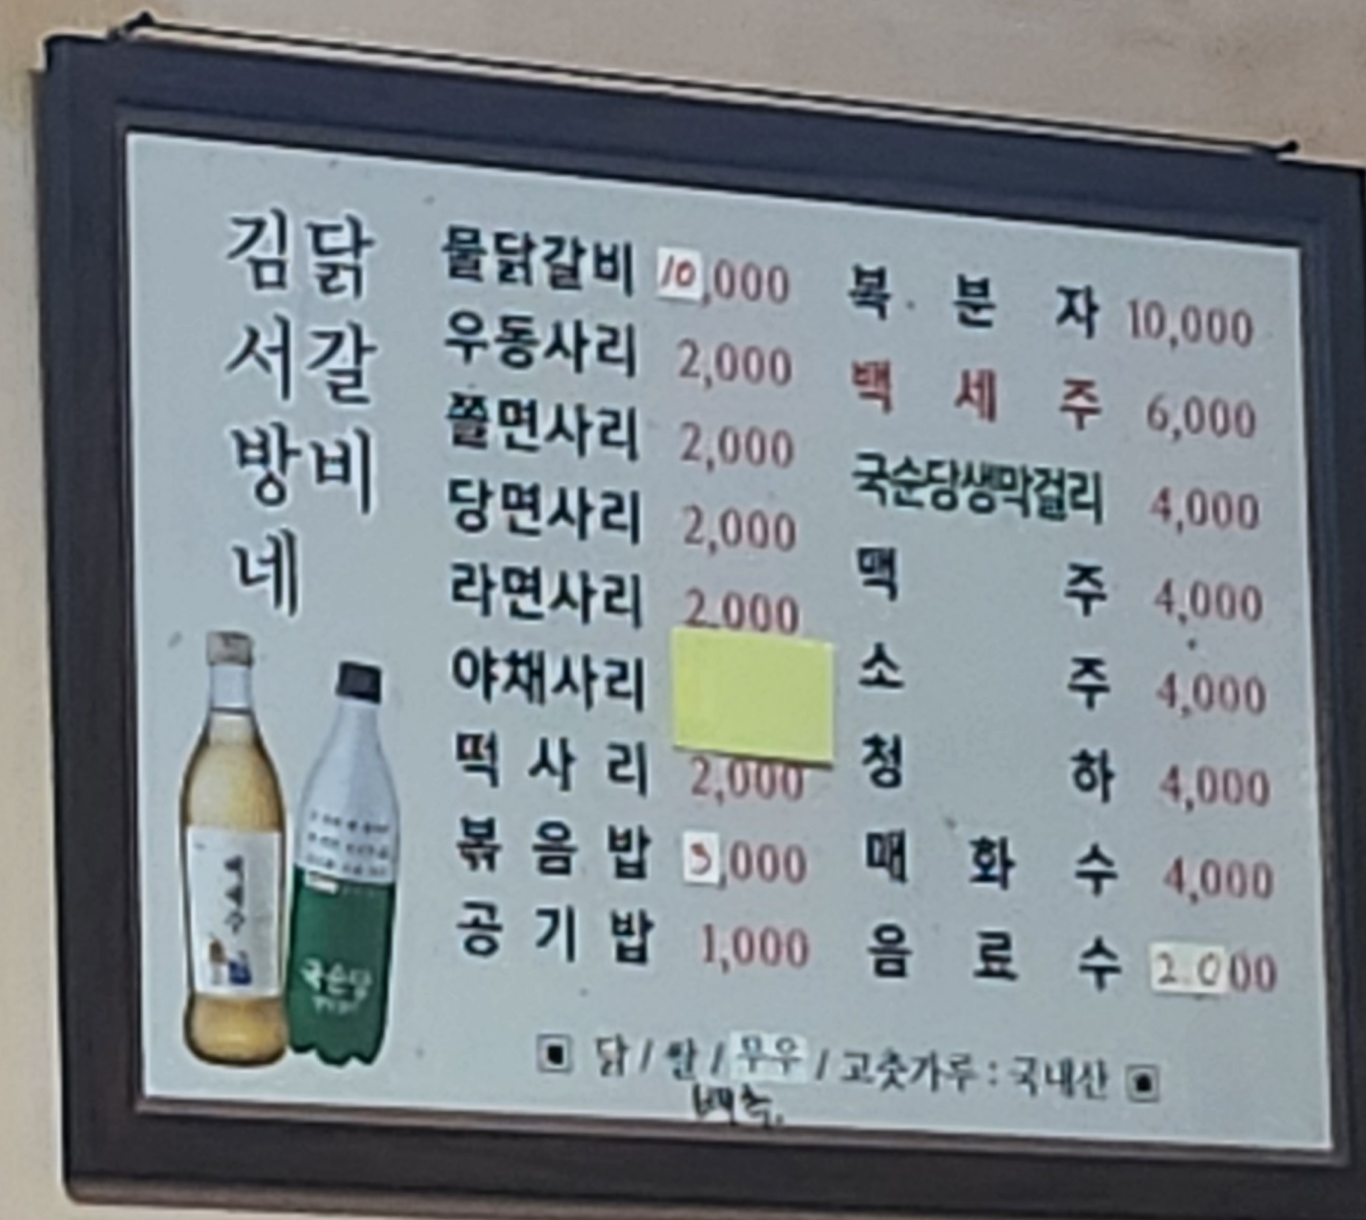 김서방네
닭갈비
물닭갈비 10,000
우동사리 2,000
쫄면사리 2,000
당면사리 2,000
라면사리 2,000
야채사리
떡사리 2,000
볶음밥 3,000
공기밥 1,000
복분자 10,000
백세주 6,000
국순당생막걸리 4,000
맥주 4,000
소주 4,000
청하 4,000
매화수 4,000
음료수 2.000
국순당
▣ 닭 / 쌀 / 무우 / 고춧가루 : 국내산 ▣
배추.